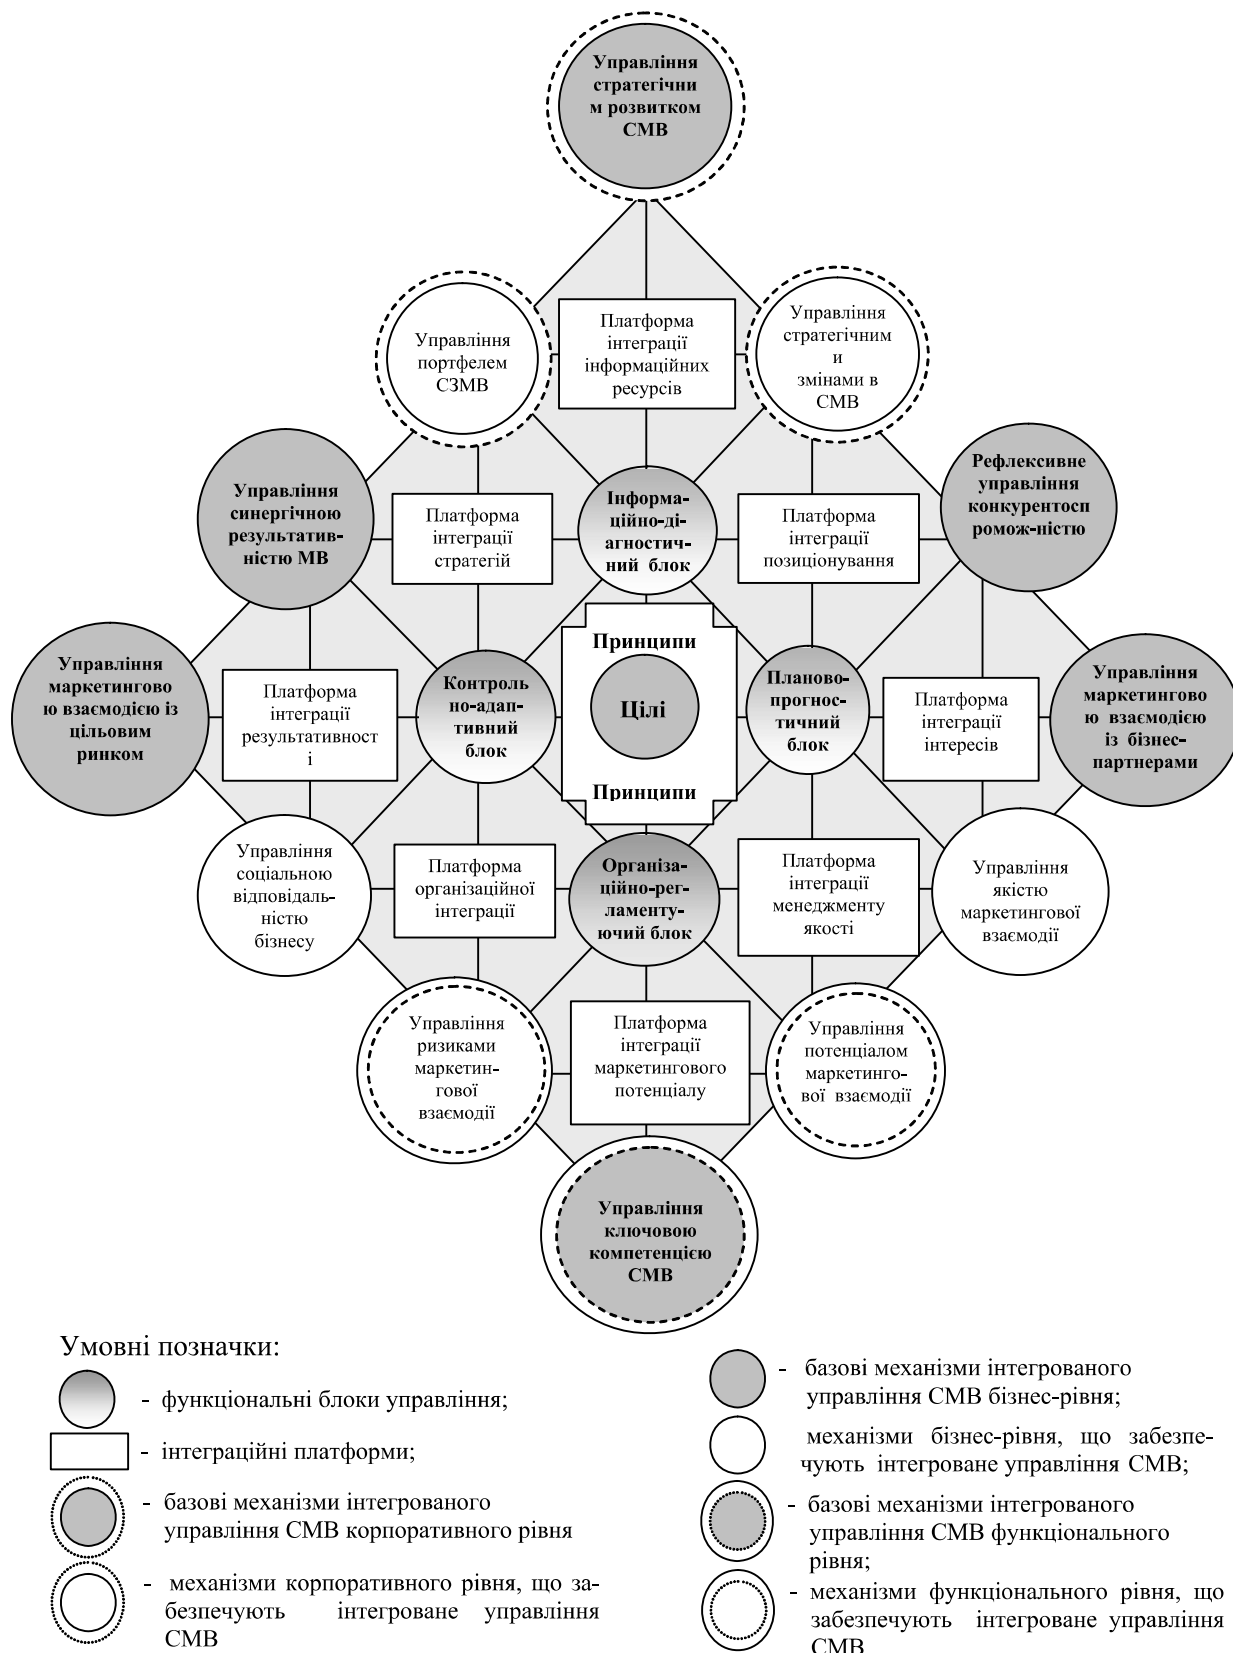 Управління
стратегічни
м розвитком
СМВ
Управління
портфелем
СЗМВ
Платформа
інтеграції
інформаційних
ресурсів
Управління
стратегічним
и
змінами в
СМВ
Управління
синергічною
результатив-
ністю МВ
Платформа
інтеграції
стратегій
Інформа-
ційно-ді-
агностич-
ний блок
Платформа
інтеграції
позиціонування
Рефлексивне
управління
конкурентосп
ромож-ністю
Управління
маркетингово
ю взаємодією із
цільовим
ринком
Платформа
інтеграції
результативност
і
Контроль
но-адап-
тивний
блок
Принципи
Цілі
Принципи
Планово-
прогнос-
тичний
блок
Платформа
інтеграції
інтересів
Управління
маркетингово
ю взаємодією
із бізнес-
партнерами
Управління
соціальною
відповідаль-
ністю
бізнесу
Платформа
організаційної
інтеграції
Організа-
ційно-рег-
ламенту-
ючий блок
Платформа
інтеграції
менеджменту
якості
Управління
якістю
маркетингової
взаємодії
Управління
ризиками
маркетин-
гової
взаємодії
Платформа
інтеграції
маркетингового
потенціалу
Управління
потенціалом
маркетинго-
вої взаємодії
Управління
ключовою
компетенцією
СМВ
Умовні позначки:
- функціональні блоки управління;
- інтеграційні платформи;
- базові механізми інтегрованого
управління СМВ корпоративного рівня
- механізми корпоративного рівня, що за-
безпечують інтегроване управління
СМВ
- базові механізми інтегрованого
управління СМВ бізнес-рівня;
механізми бізнес-рівня, що забезпе-
чують інтегроване управління СМВ;
- базові механізми інтегрованого
управління СМВ функціонального
рівня;
- механізми функціонального рівня, що
забезпечують інтегроване управління
СМВ